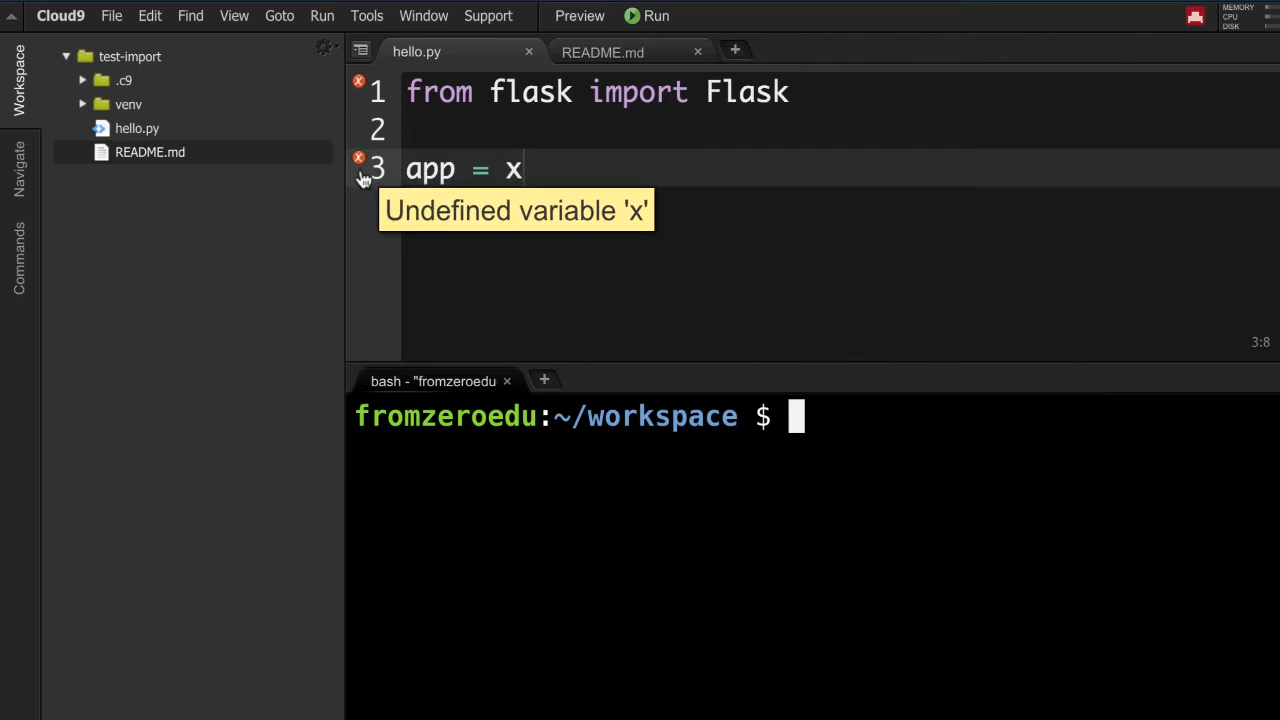 Cloud9 File Edit Find View Goto Run Tools Window Support Preview Run
MEMORY
CPU
DISK
Workspace
Navigate
Commands
test-import
.c9
venv
hello.py
README.md
hello.py × README.md ×
1 from flask import Flask
2
3 app = x
Undefined variable 'x'
3:8
bash - "fromzeroedu ×
fromzeroedu:~/workspace $